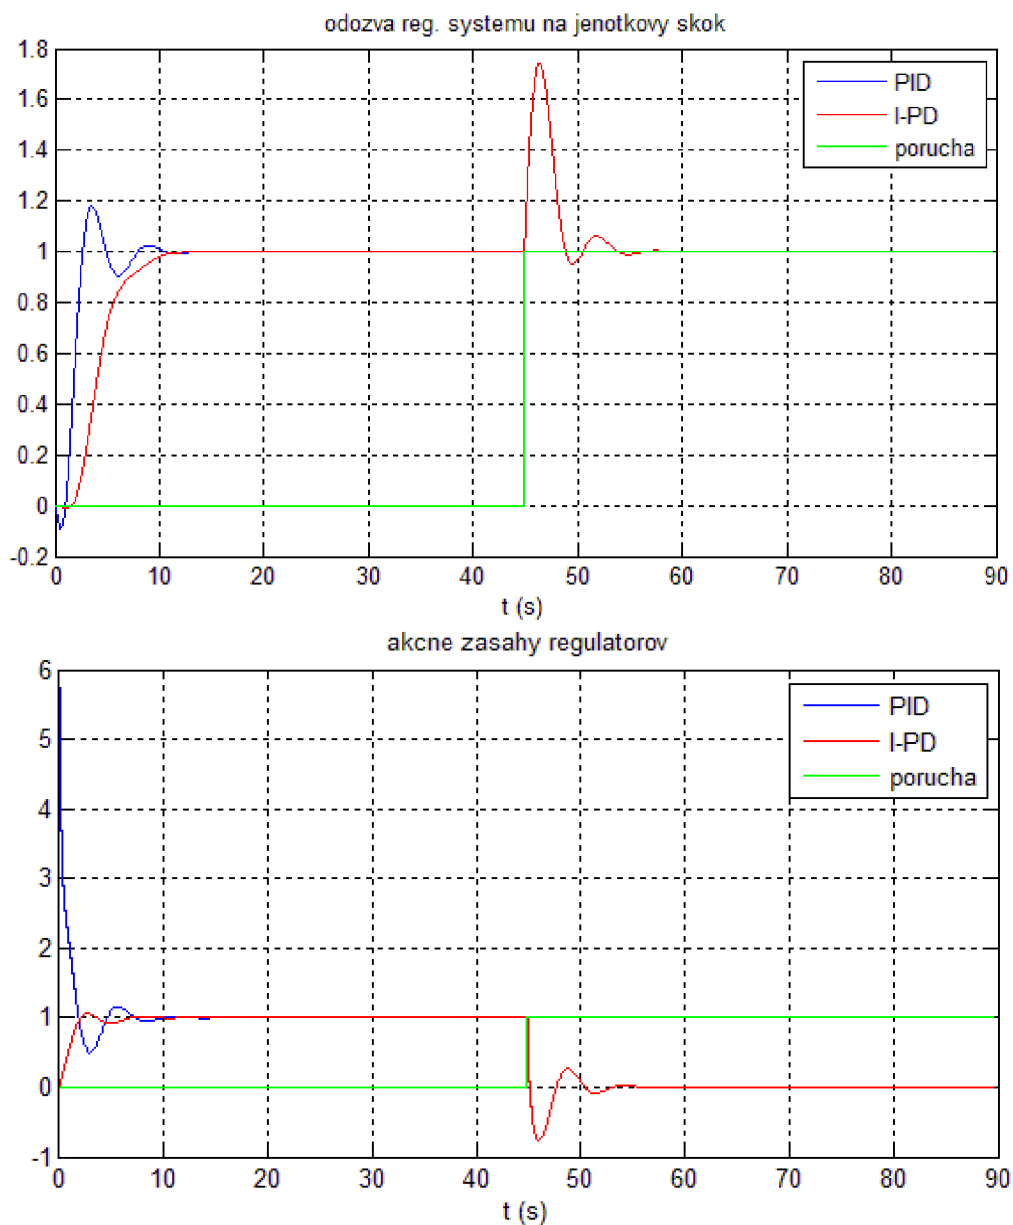 odozva reg. systemu na jenotkovy skok
1.8
1.6
1.4
1.2
1
0.8
0.6
0.4
0.2
0
-0.2
PID
I-PD
porucha
0 10 20 30 40 50 60 70 80 90
t (s)
akcne zasahy regulatorov
6
5
4
3
2
1
0
-1
PID
I-PD
porucha
0 10 20 30 40 50 60 70 80 90
t (s)